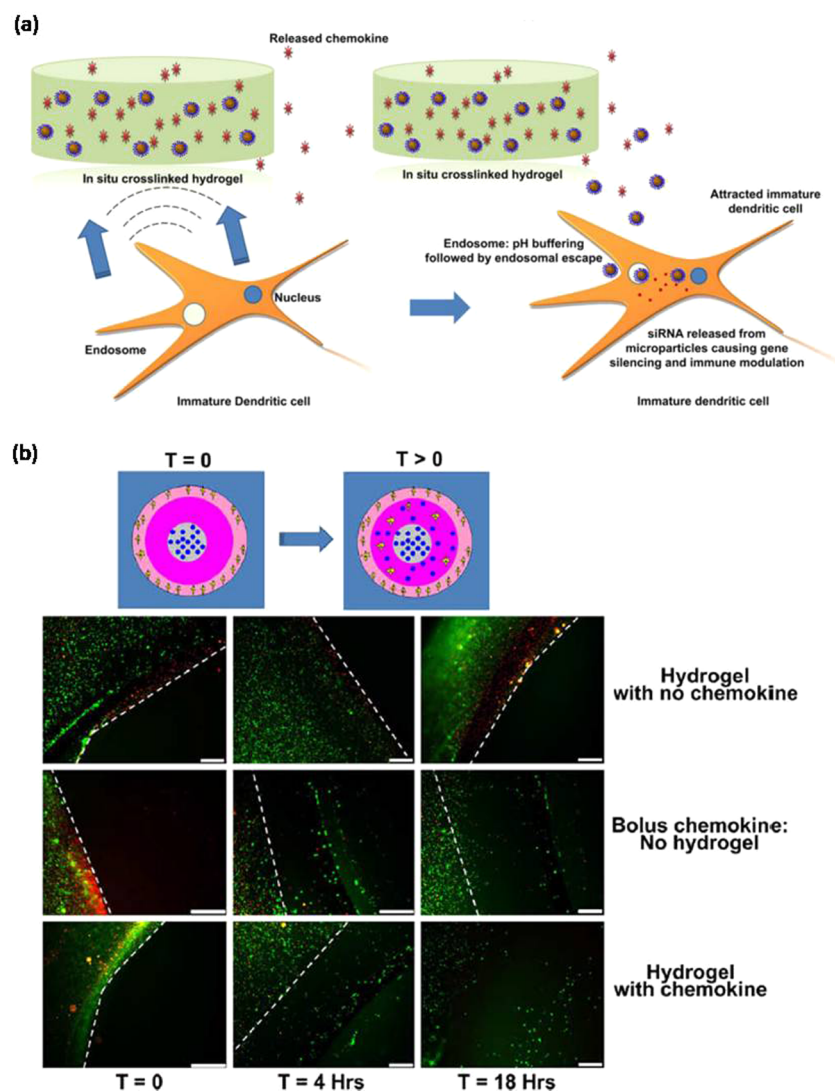 (a)
Released chemokine
In situ crosslinked hydrogel
In situ crosslinked hydrogel
Attracted immature
dendritic cell
Endosome: pH buffering
followed by endosomal escape
Nucleus
Endosome
siRNA released from
microparticles causing gene
silencing and immune modulation
Immature Dendritic cell
Immature dendritic cell
(b)
T = 0
T > 0
Hydrogel
with no chemokine
Bolus chemokine:
No hydrogel
Hydrogel
with chemokine
T = 0
T = 4 Hrs
T = 18 Hrs